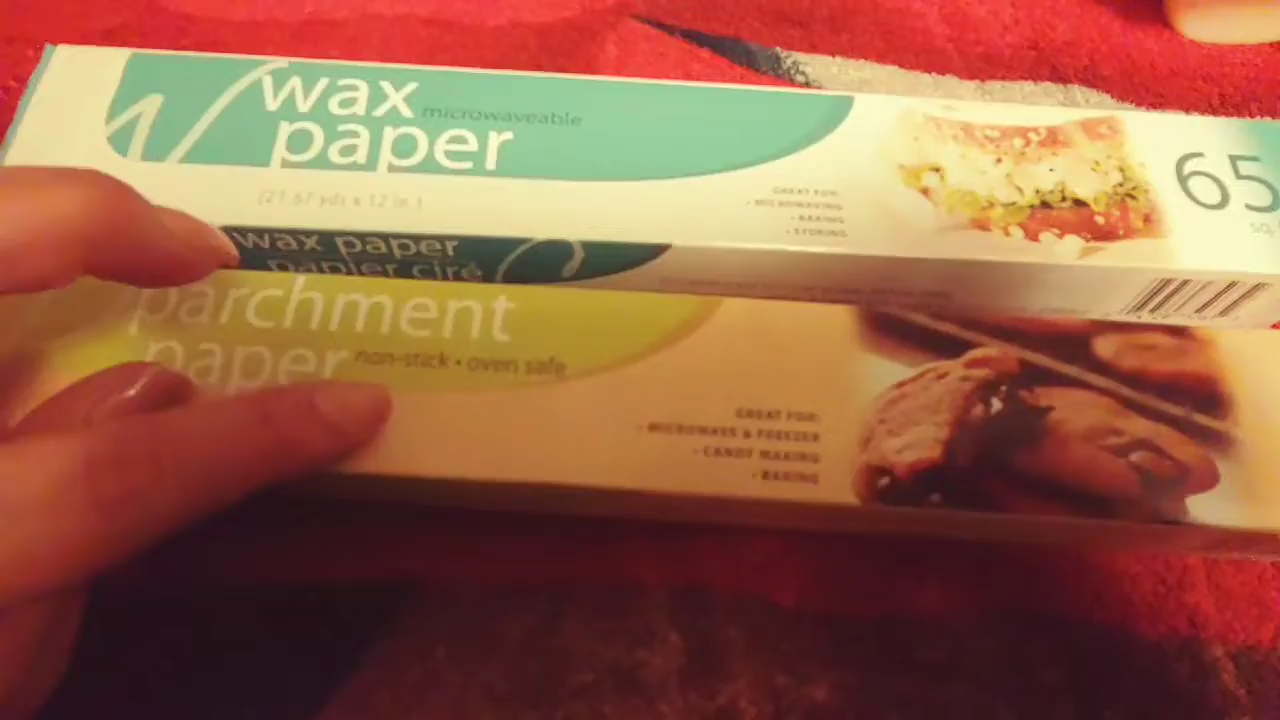 wax
microwaveable
paper
(21.67 yds x 12 in.)
GREAT FOR:
• MICROWAVING
• BAKING
• STORING
65
wax paper
papier ciré
parchment
paper
non-stick • oven safe
GREAT FOR:
• MICROWAVE & FREEZER
• CANDY MAKING
• BAKING